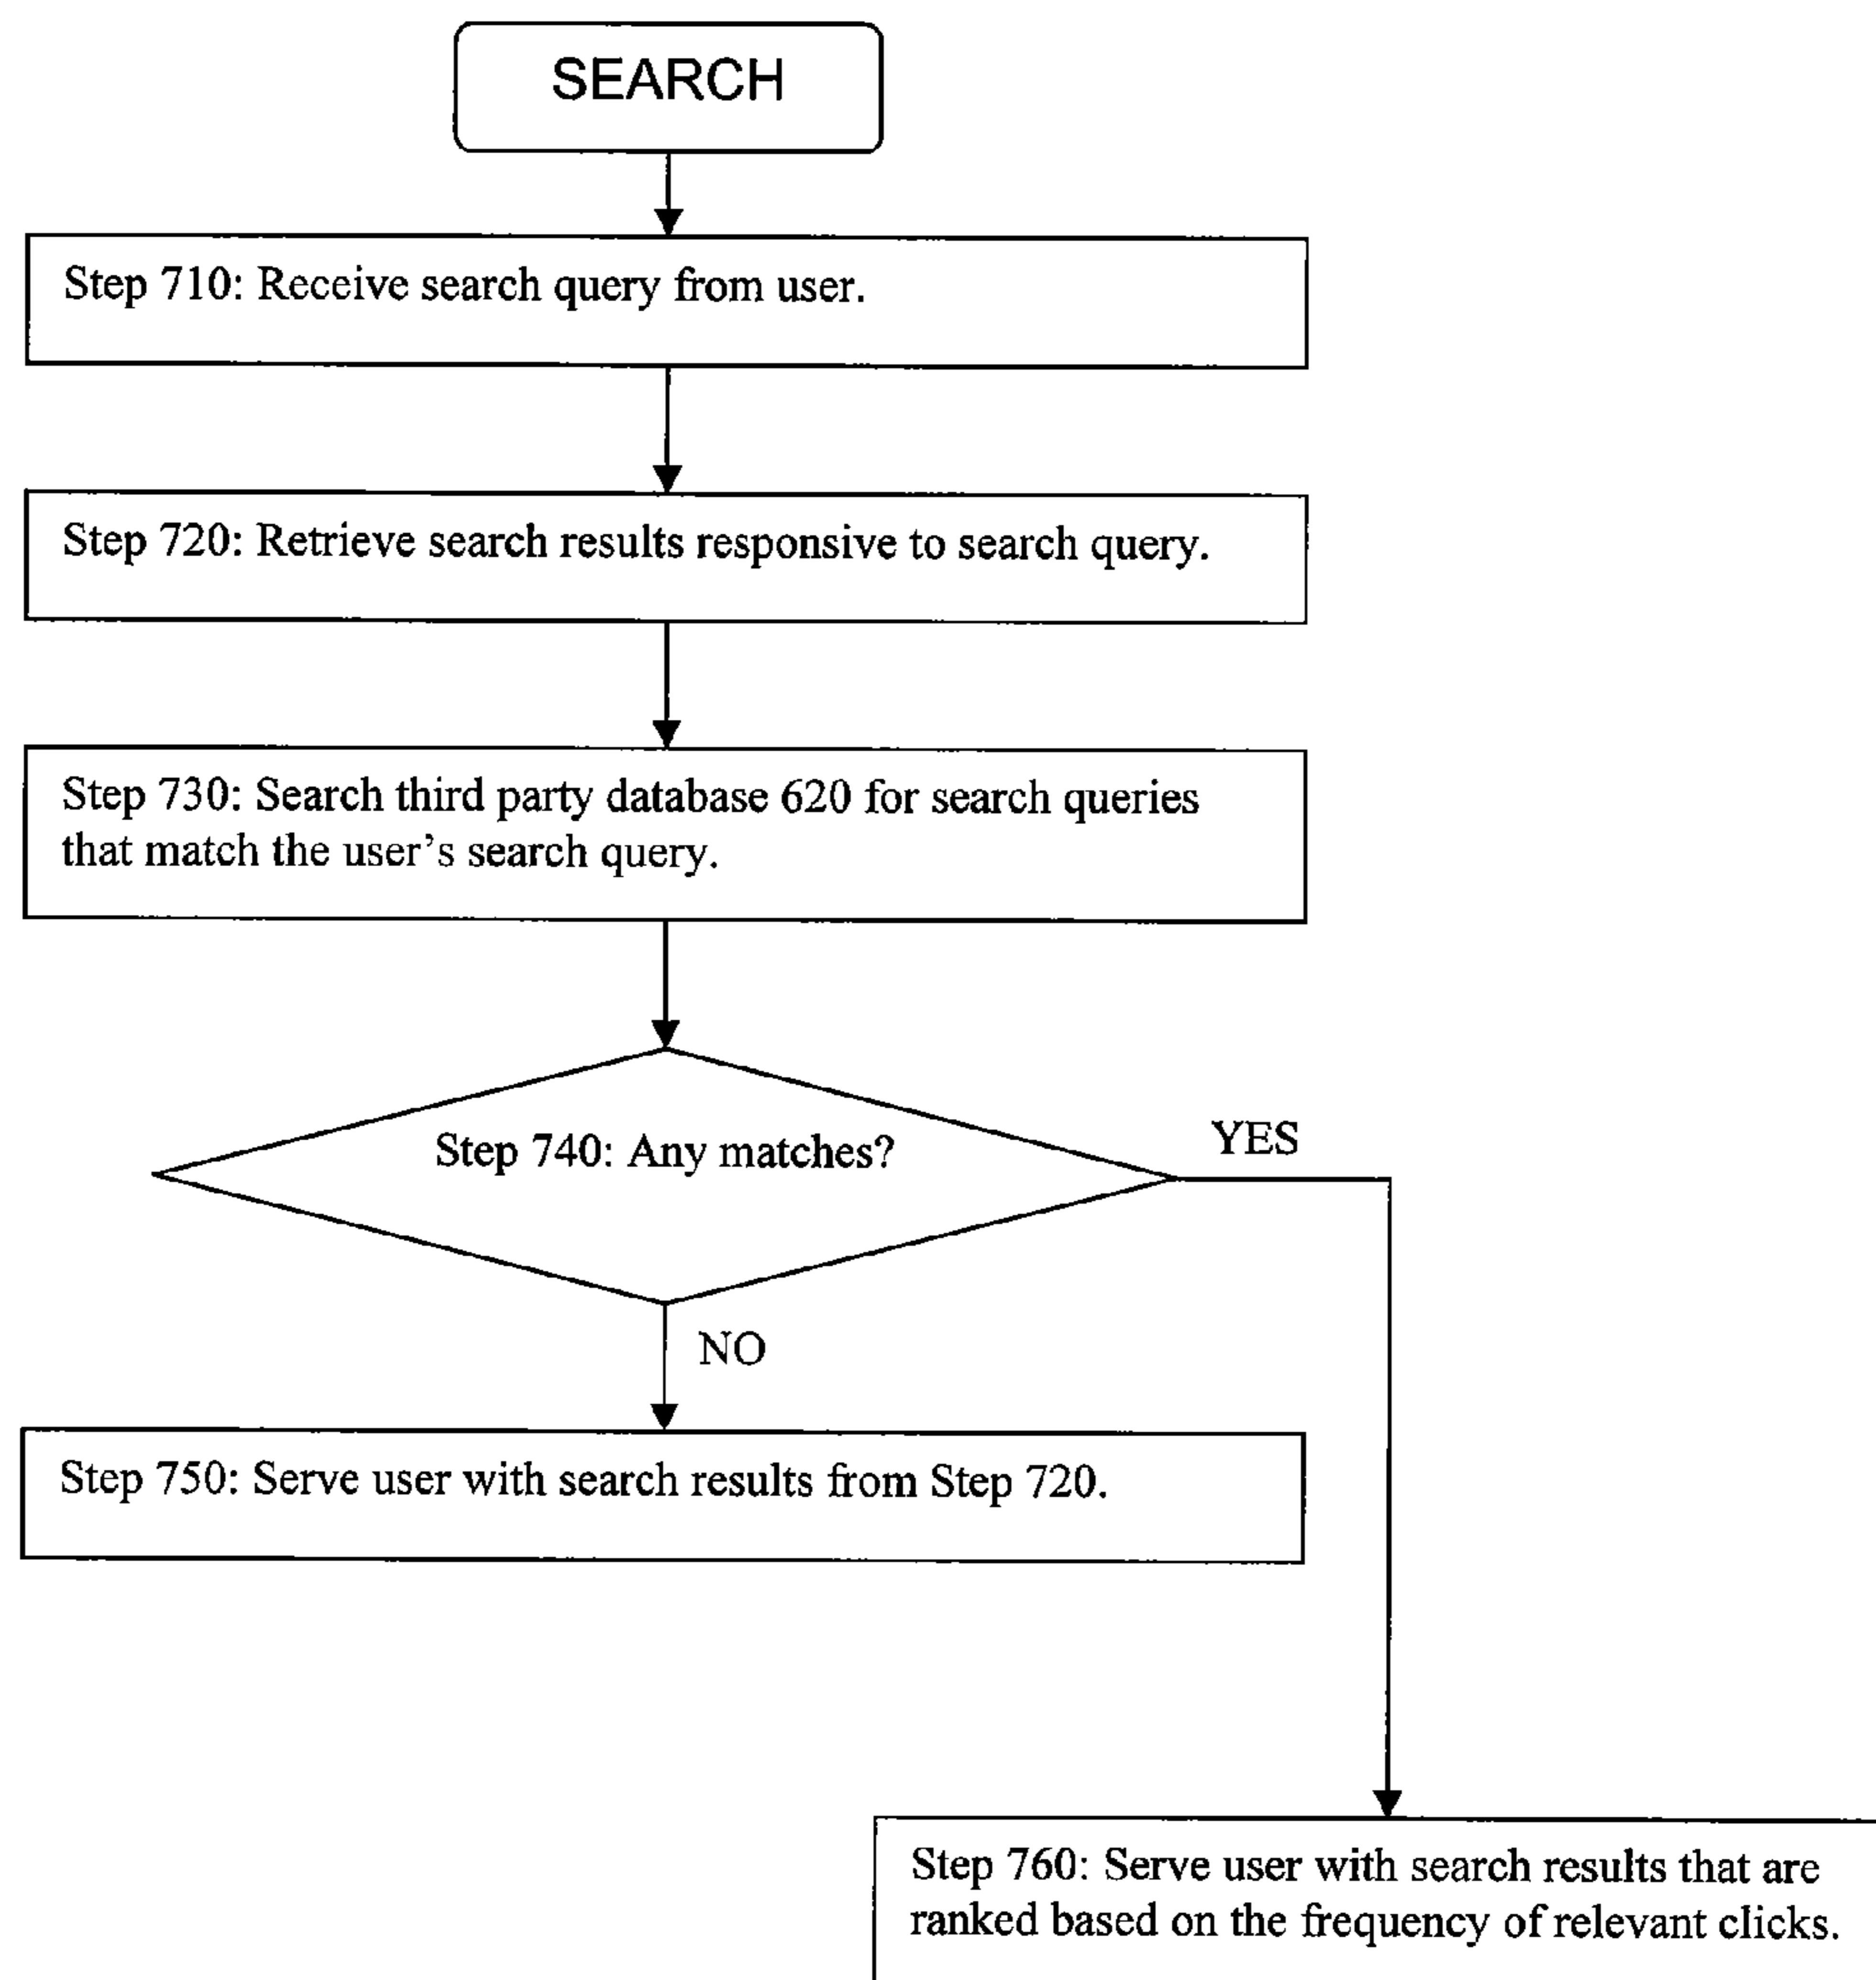 SEARCH
Step 710: Receive search query from user.
Step 720: Retrieve search results responsive to search query.
Step 730: Search third party database 620 for search queries
that match the user's search query.
Step 740: Any matches?
YES
NO
Step 750: Serve user with search results from Step 720.
Step 760: Serve user with search results that are
ranked based on the frequency of relevant clicks.